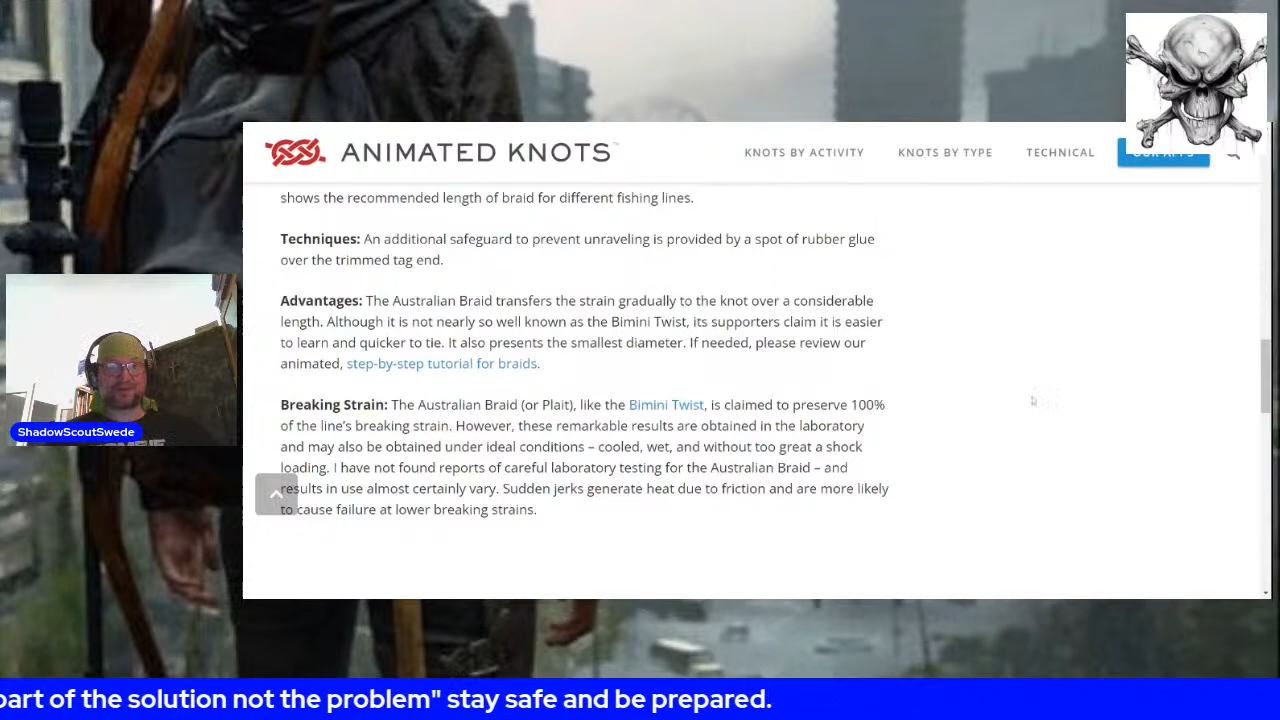 ANIMATED KNOTS™
KNOTS BY ACTIVITY
KNOTS BY TYPE
TECHNICAL
shows the recommended length of braid for different fishing lines.
Techniques: An additional safeguard to prevent unraveling is provided by a spot of rubber glue
over the trimmed tag end.
Advantages: The Australian Braid transfers the strain gradually to the knot over a considerable
length. Although it is not nearly so well known as the Bimini Twist, its supporters claim it is easier
to learn and quicker to tie. It also presents the smallest diameter. If needed, please review our
animated, step-by-step tutorial for braids.
Breaking Strain: The Australian Braid (or Plait), like the Bimini Twist, is claimed to preserve 100%
of the line's breaking strain. However, these remarkable results are obtained in the laboratory
and may also be obtained under ideal conditions – cooled, wet, and without too great a shock
loading. I have not found reports of careful laboratory testing for the Australian Braid – and
results in use almost certainly vary. Sudden jerks generate heat due to friction and are more likely
to cause failure at lower breaking strains.
ShadowScoutSwede
part of the solution not the problem" stay safe and be prepared.